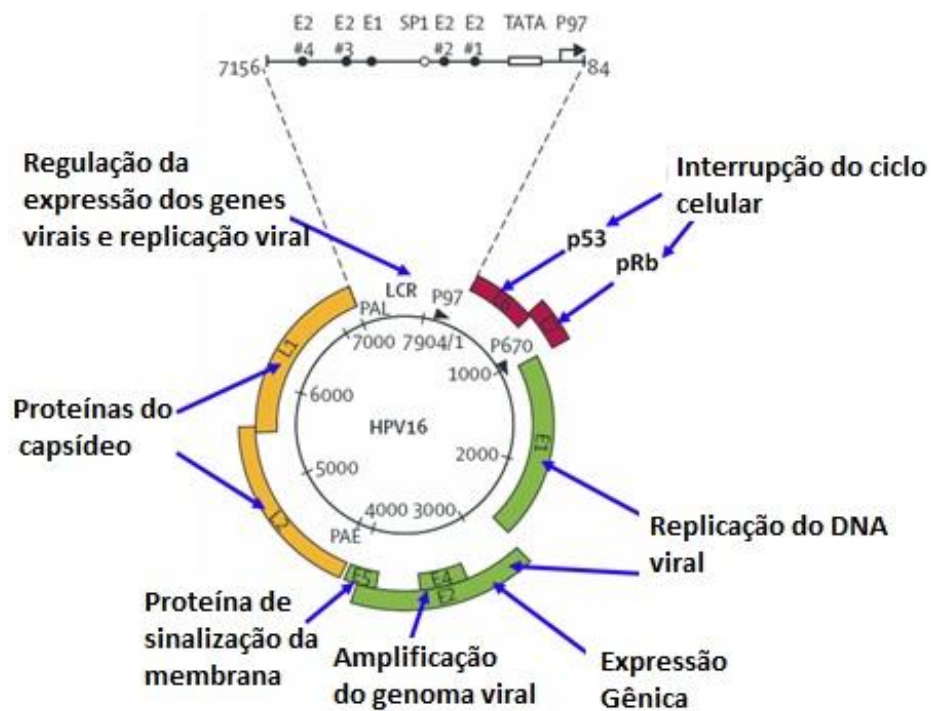 E2 E2 E1 SP1 E2 E2 TATA P97
#4 #3 #2 #1
7156 84
Regulação da
expressão dos genes
virais e replicação viral
Interrupção do ciclo
celular
p53
pRb
LCR
P97
PAL
7000
7904/1
P670
1000
L1
6000
HPV16
E1
2000
Proteínas do
capsídeo
5000
4000
3000
L2
PAE
E5
E4
E2
Replicação do DNA
viral
Proteína de
sinalização da
membrana
Amplificação
do genoma viral
Expressão
Gênica